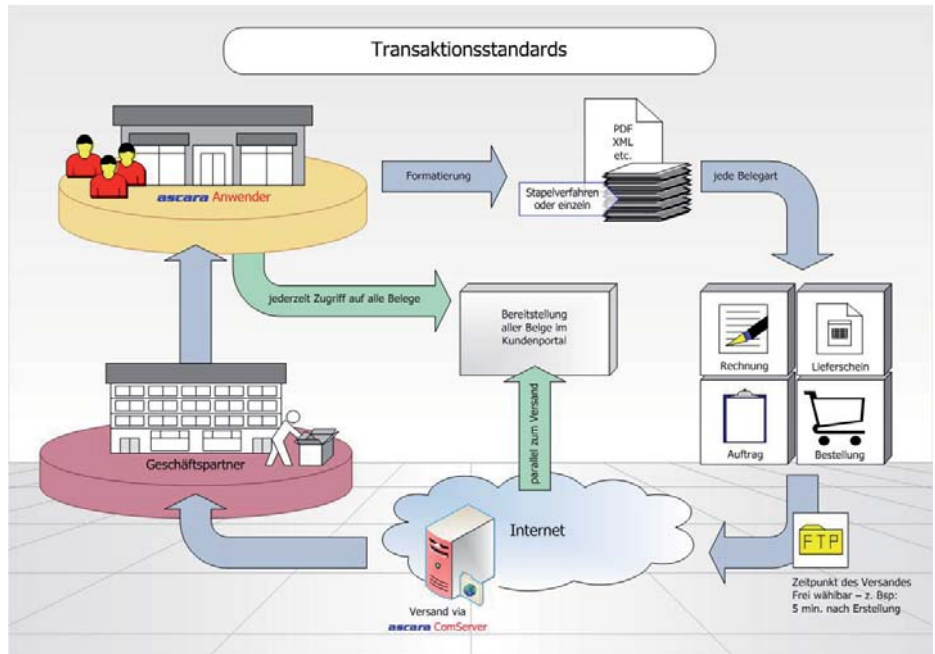 Transaktionsstandards
ascara Anwender
Formatierung
PDF
XML
etc.
Stapelverfahren
oder einzeln
jede Belegart
jederzeit Zugriff auf alle Belege
Bereitstellung
aller Belge im
Kundenportal
Rechnung
Lieferschein
Auftrag
Bestellung
Geschäftspartner
parallel zum Versand
Internet
FTP
Zeitpunkt des Versandes
Frei wählbar – z. Bsp:
5 min. nach Erstellung
Versand via
ascara ComServer